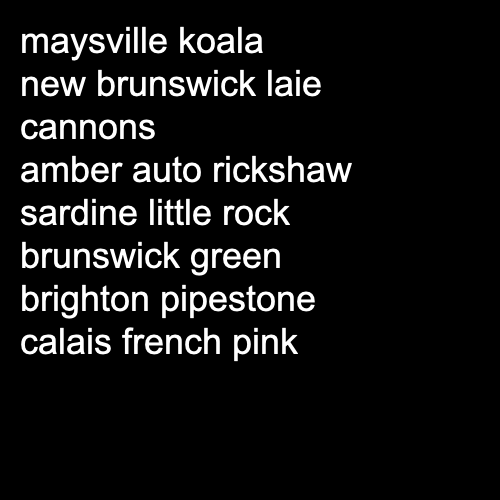 maysville koala
new brunswick laie
cannons
amber auto rickshaw
sardine little rock
brunswick green
brighton pipestone
calais french pink